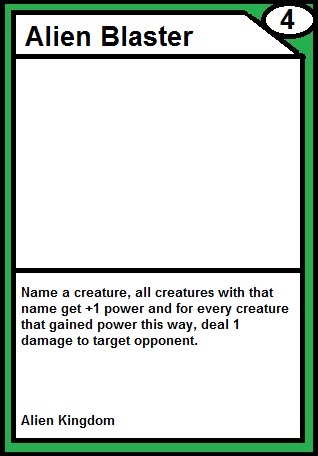 Alien Blaster
4
Name a creature, all creatures with that
name get +1 power and for every creature
that gained power this way, deal 1
damage to target opponent.
Alien Kingdom